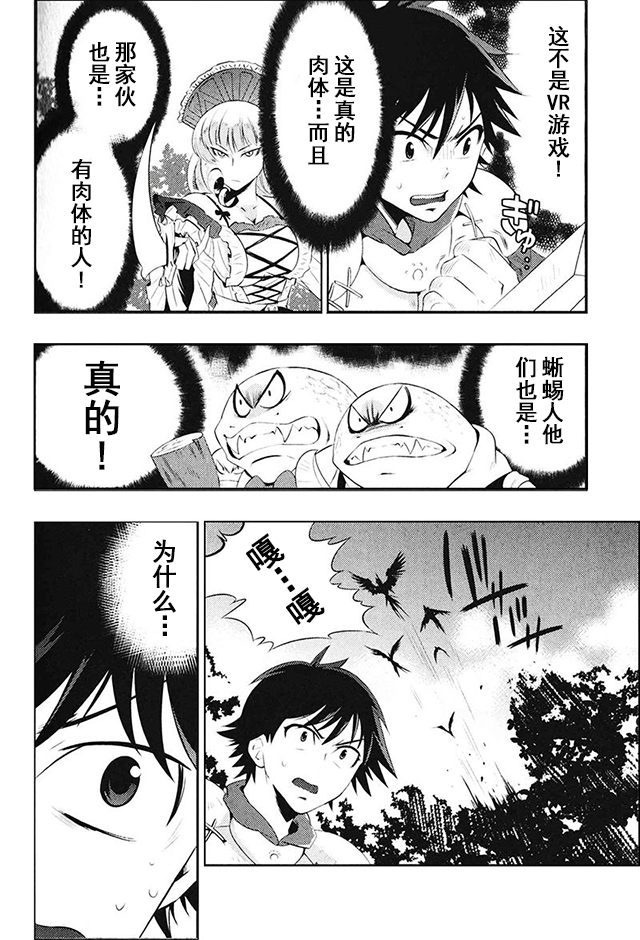 这不是
VR游戏！
这是真的
肉体…而且
ぎゅ…
那家伙
也是…
有肉体的人！
蜥蜴人他
们也是…
真的！
嘎…嘎
为什么…